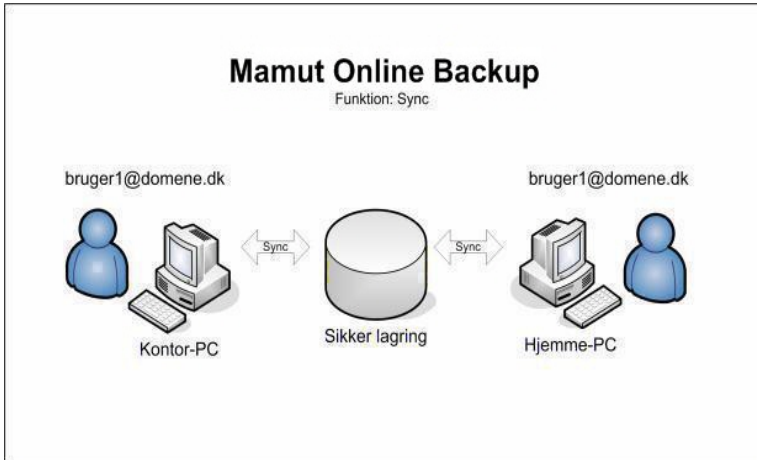 Mamut Online Backup
Funktion: Sync
bruger1@domene.dk
bruger1@domene.dk
Sync
Sync
Kontor-PC
Sikker lagring
Hjemme-PC